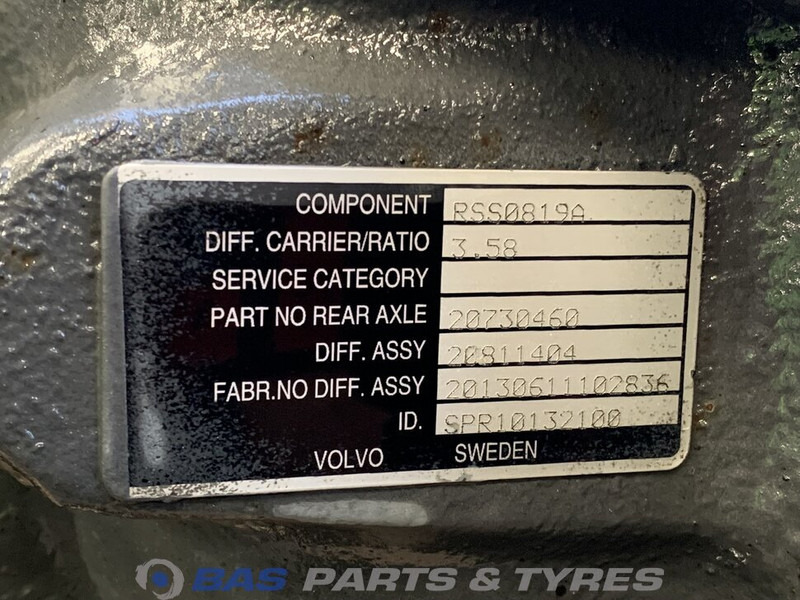 COMPONENT RSS0819A
DIFF. CARRIER/RATIO 3.58
SERVICE CATEGORY
PART NO REAR AXLE 20730460
DIFF. ASSY 20811404
FABR.NO DIFF. ASSY 20130611102836
ID. SPR10132100
VOLVO SWEDEN
BAS PARTS & TYRES